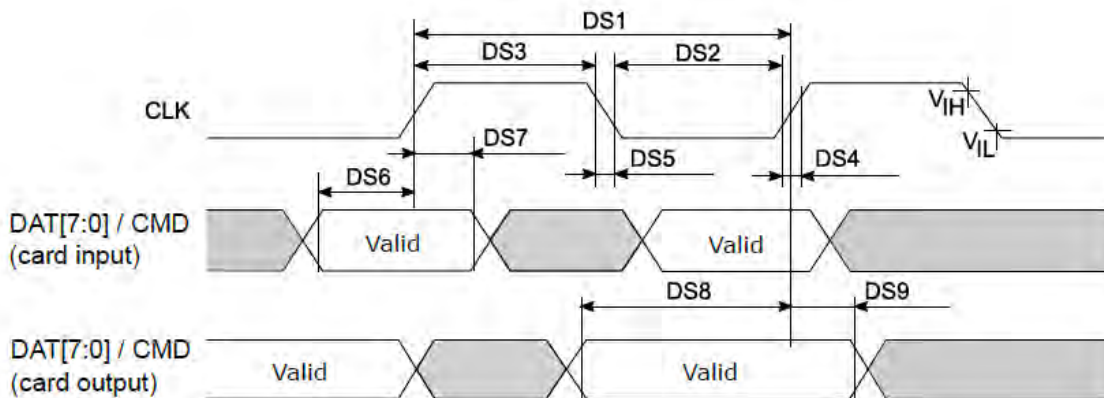 DS1
DS3 DS2
CLK
VIH
VIL
DS7
DS5 DS4
DS6
DAT[7:0] / CMD
(card input)
Valid Valid
DS8 DS9
DAT[7:0] / CMD
(card output)
Valid Valid